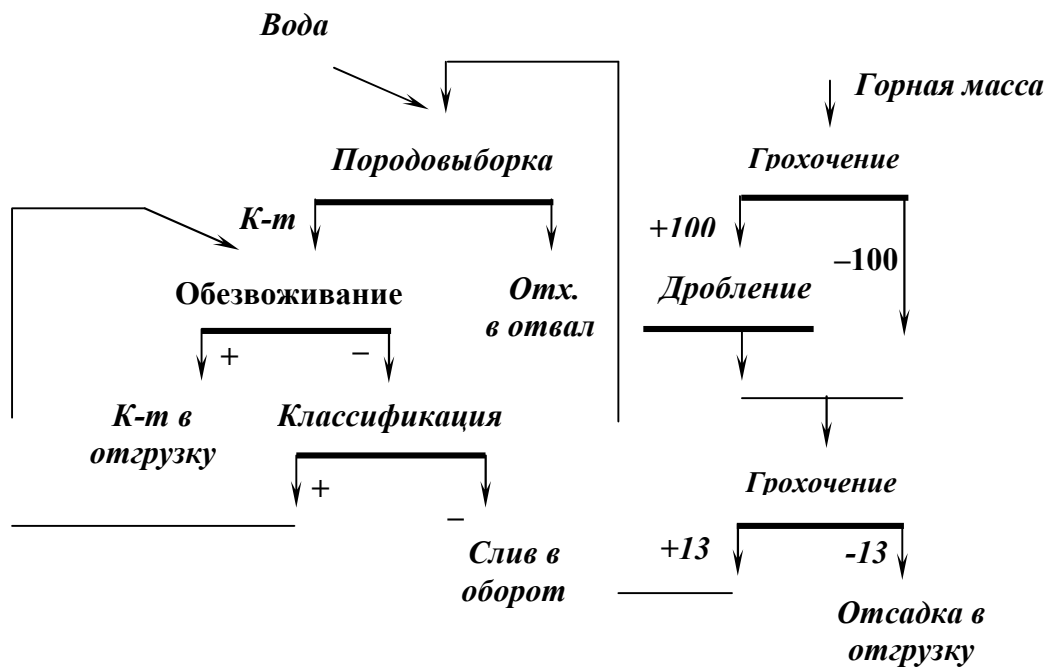 Вода
Горная масса
Породовыборка
Грохочение
К-т
+100
–100
Обезвоживание
Отх.
в отвал
Дробление
+
–
К-т в
отгрузку
Классификация
+
–
Грохочение
Слив в
оборот
+13
-13
Отсадка в
отгрузку